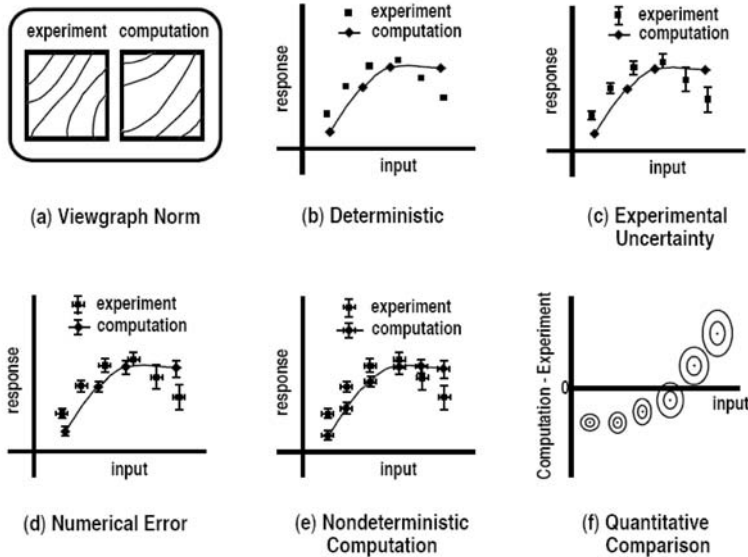 experiment computation
(a) Viewgraph Norm
experiment
computation
response
input
(b) Deterministic
experiment
computation
response
input
(c) Experimental
Uncertainty
experiment
computation
response
input
(d) Numerical Error
experiment
computation
response
input
(e) Nondeterministic
Computation
Computation - Experiment
0
input
(f) Quantitative
Comparison